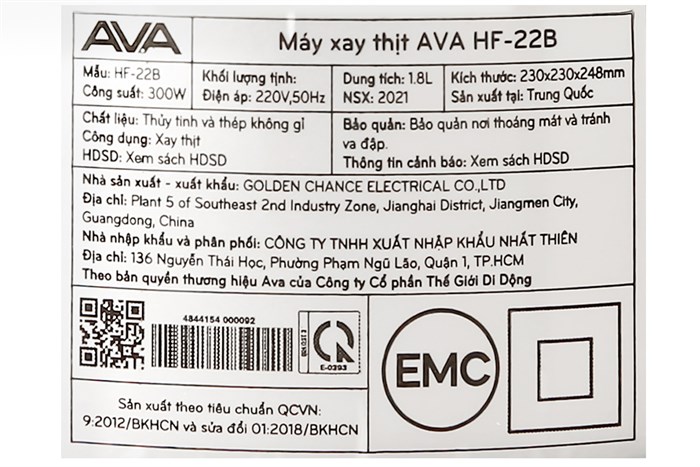 AVA
Máy xay thịt AVA HF-22B
Mẫu: HF-22B
Công suất: 300W
Khối lượng tịnh:
Điện áp: 220V,50Hz
Dung tích: 1.8L
NSX: 2021
Kích thước: 230x230x248mm
Sản xuất tại: Trung Quốc
Chất liệu: Thủy tinh và thép không gỉ
Công dụng: Xay thịt
HDSD: Xem sách HDSD
Bảo quản: Bảo quản nơi thoáng mát và tránh
va đập.
Thông tin cảnh báo: Xem sách HDSD
Nhà sản xuất - xuất khẩu: GOLDEN CHANCE ELECTRICAL CO.,LTD
Địa chỉ: Plant 5 of Southeast 2nd Industry Zone, Jianghai District, Jiangmen City,
Guangdong, China
Nhà nhập khẩu và phân phối: CÔNG TY TNHH XUẤT NHẬP KHẨU NHẤT THIÊN
Địa chỉ: 136 Nguyễn Thái Học, Phường Phạm Ngũ Lão, Quận 1, TP.HCM
Theo bản quyền thương hiệu Ava của Công ty Cổ phần Thế Giới Di Động
4844154 000092
E-0393
EMC
Sản xuất theo tiêu chuẩn QCVN:
9:2012/BKHCN và sửa đổi 01:2018/BKHCN